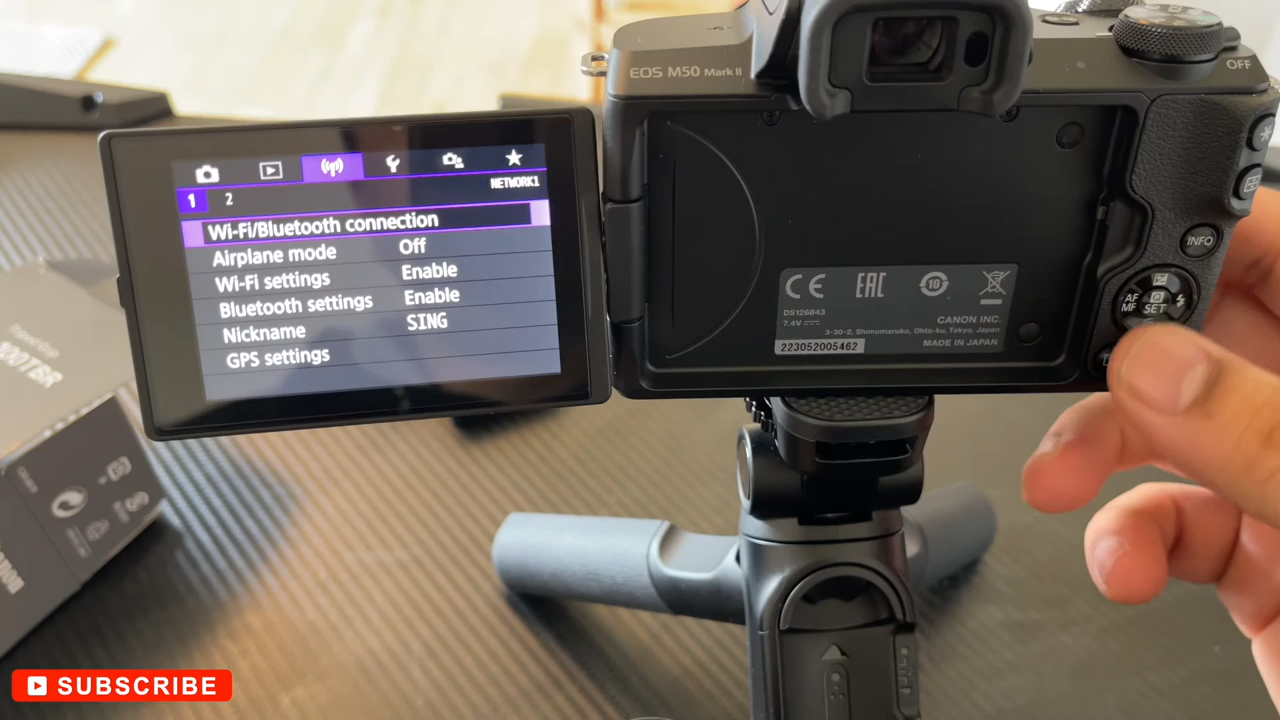 EOS M50 Mark II
OFF
NETWORK1
1 2
Wi-Fi/Bluetooth connection
Airplane mode Off
Wi-Fi settings Enable
Bluetooth settings Enable
Nickname SING
GPS settings
CE EAC 10
DS126843
7.4V
CANON INC.
3-30-2, Shimomaruko, Ohta-ku, Tokyo, Japan
223052005462 MADE IN JAPAN
INFO
AF
MF
SET
SUBSCRIBE